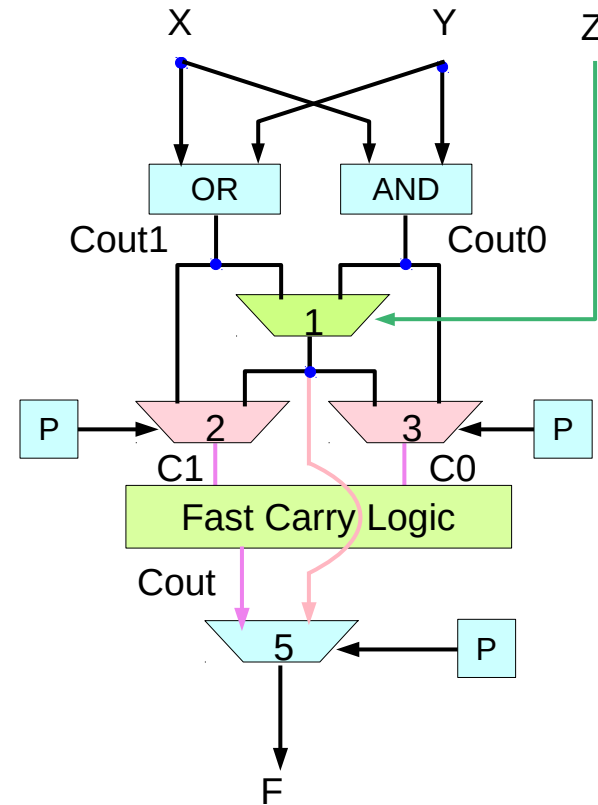 X Y Z
OR AND
Cout1 Cout0
1
P 2 3 P
C1 C0
Fast Carry Logic
Cout
5 P
F